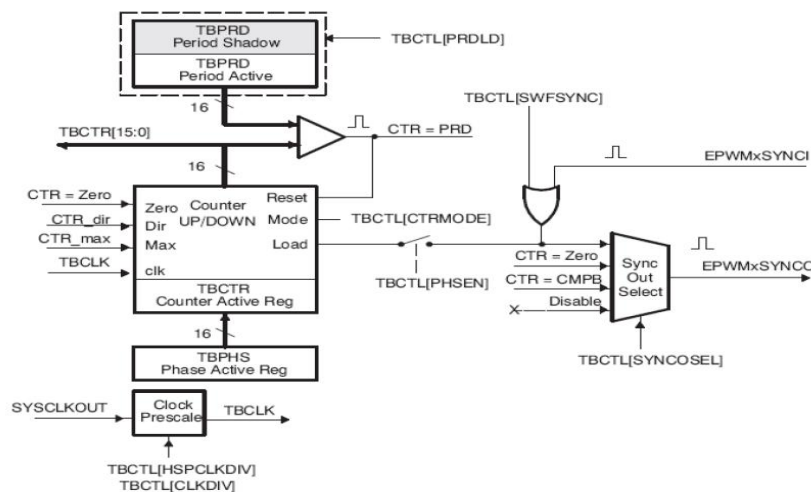 TBPRD
Period Shadow
TBPRD
Period Active
TBCTL[PRDLD]
16
TBCTR[15:0]
CTR = PRD
16
TBCTL[SWFSYNC]
EPWMxSYNCI
CTR = Zero
CTR_dir
CTR_max
TBCLK
Zero
Dir
Max
clk
Counter
UP/DOWN
Reset
Mode
Load
TBCTL[CTRMODE]
TBCTR
Counter Active Reg
TBCTL[PHSEN]
CTR = Zero
CTR = CMPB
Disable
X
Sync
Out
Select
EPWMxSYNCO
TBCTL[SYNCOSEL]
16
TBPHS
Phase Active Reg
SYSCLKOUT
Clock
Prescale
TBCLK
TBCTL[HSPCLKDIV]
TBCTL[CLKDIV]